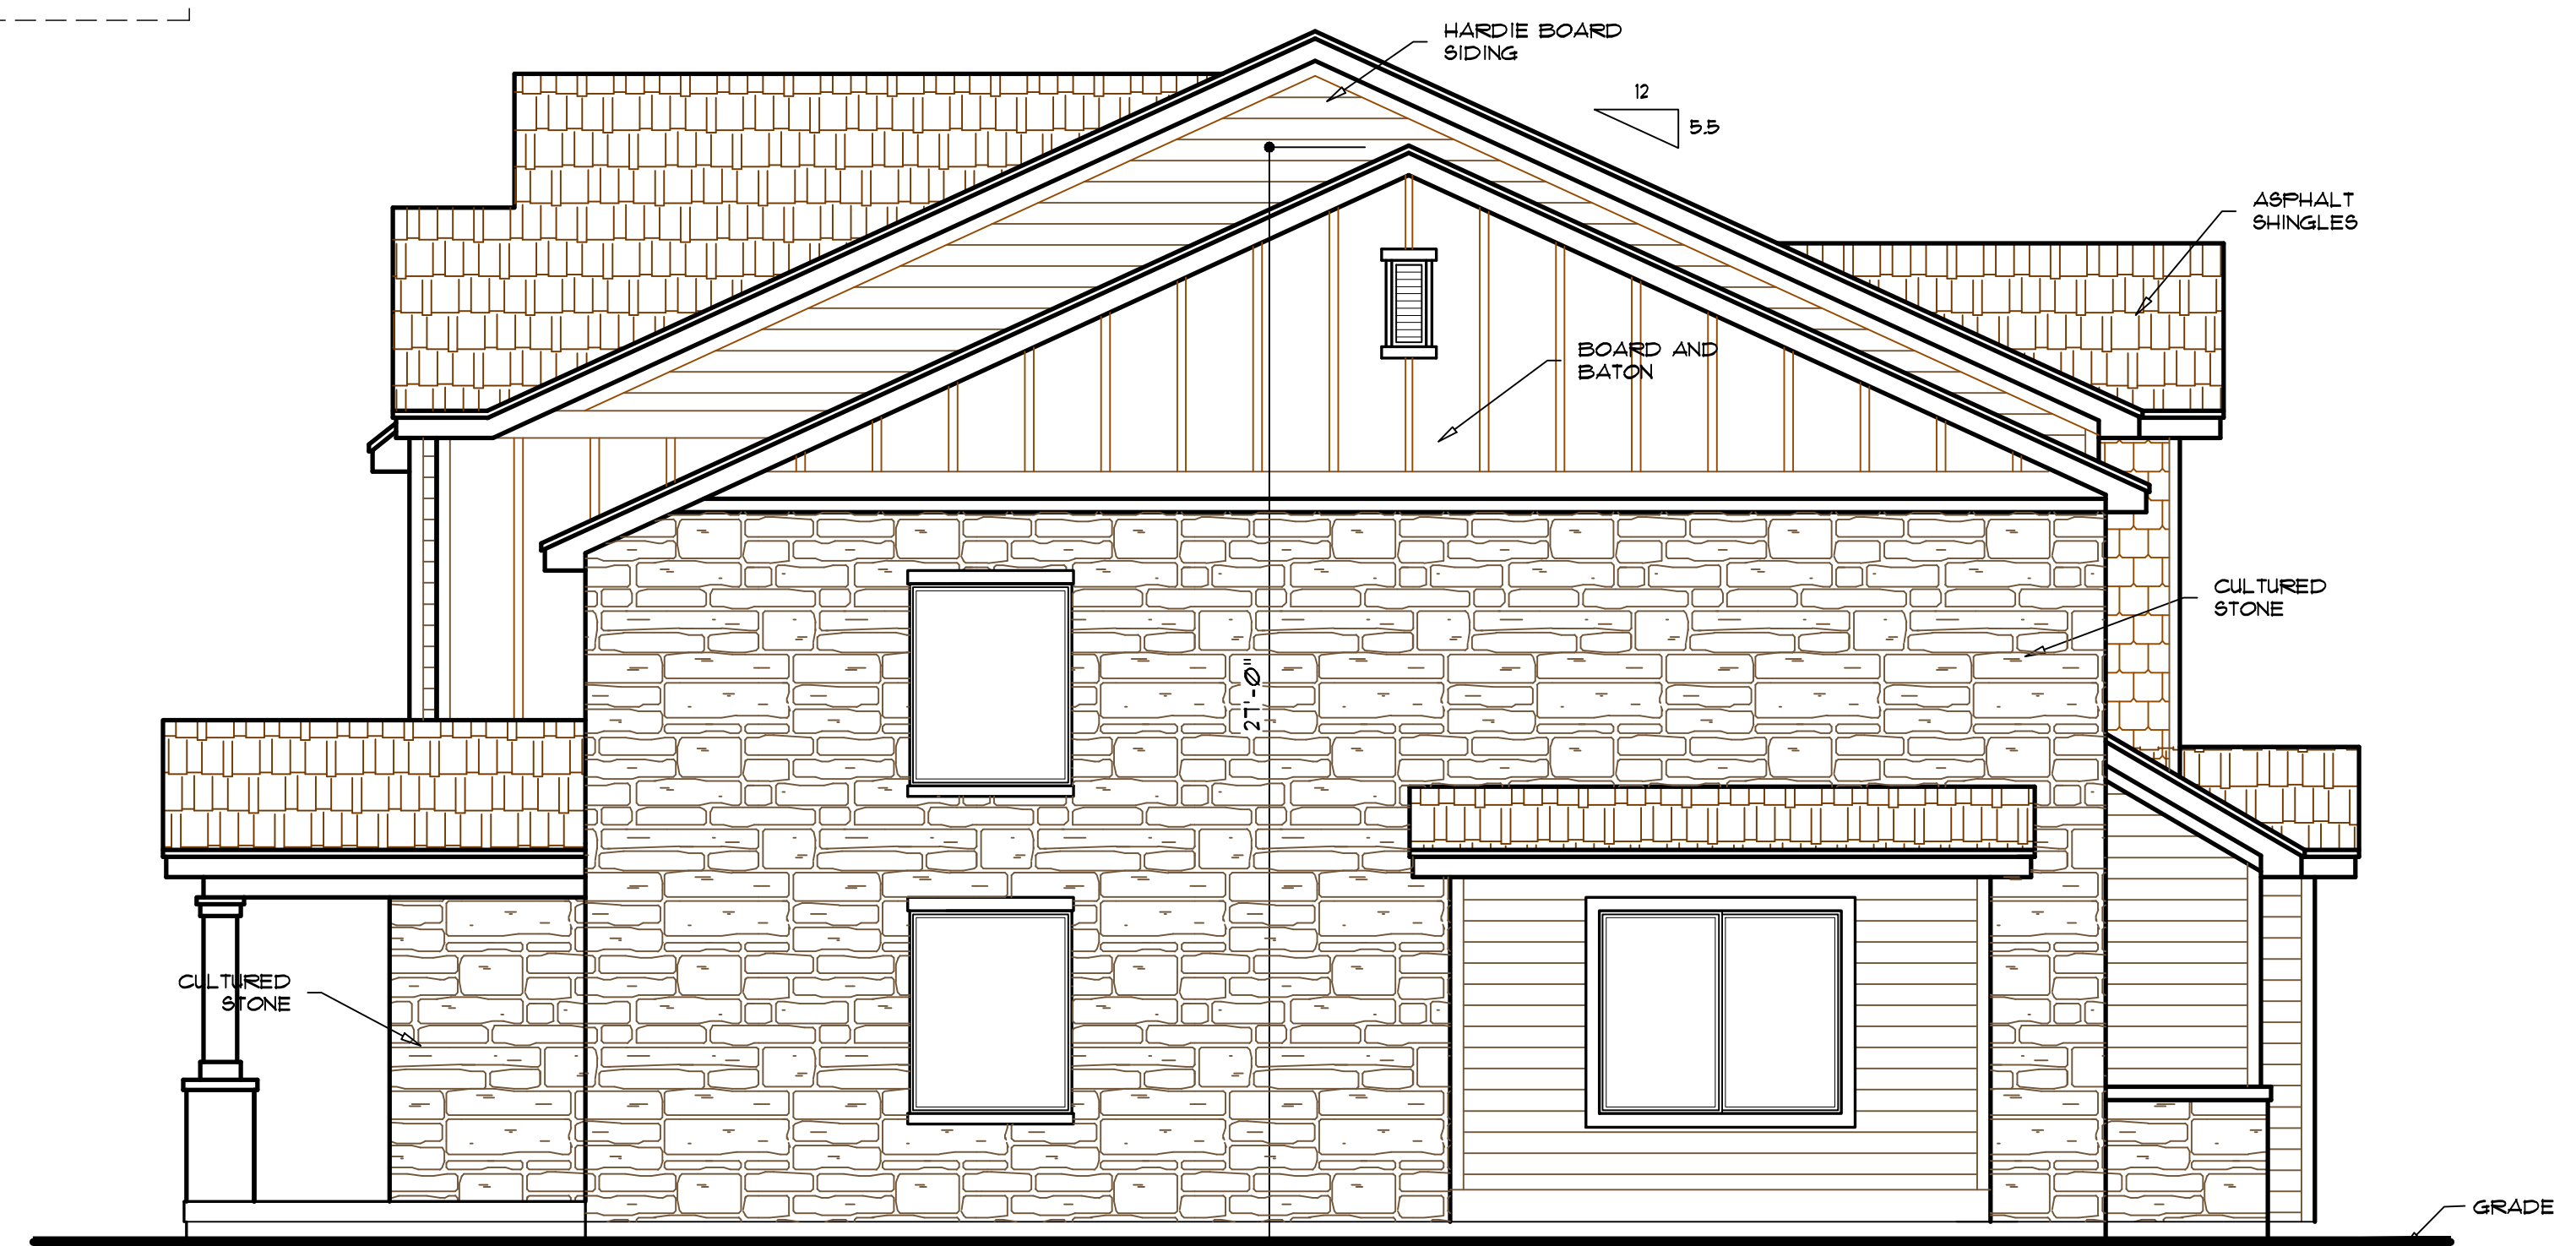 HARDIE BOARD
SIDING
12
5.5
ASPHALT
SHINGLES
BOARD AND
BATON
CULTURED
STONE
27'-0"
CULTURED
STONE
GRADE